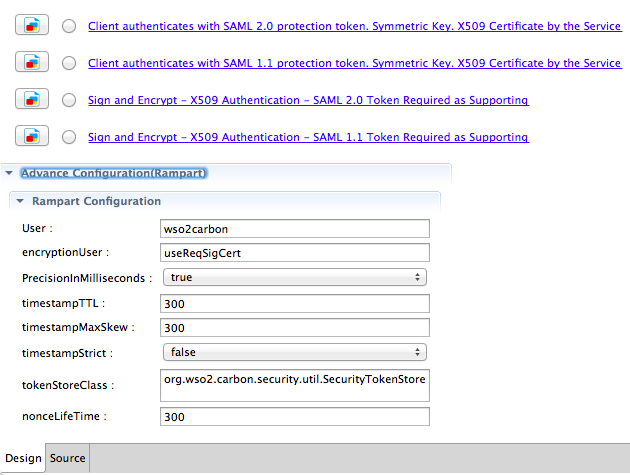 Client authenticates with SAML 2.0 protection token. Symmetric Key. X509 Certificate by the Service
Client authenticates with SAML 1.1 protection token. Symmetric Key. X509 Certificate by the Service
Sign and Encrypt - X509 Authentication - SAML 2.0 Token Required as Supporting
Sign and Encrypt - X509 Authentication - SAML 1.1 Token Required as Supporting
Advance Configuration(Rampart)
Rampart Configuration
User : wso2carbon
encryptionUser : useReqSigCert
PrecisionInMilliseconds : true
timestampTTL : 300
timestampMaxSkew : 300
timestampStrict : false
tokenStoreClass : org.wso2.carbon.security.util.SecurityTokenStore
nonceLifeTime : 300
Design Source